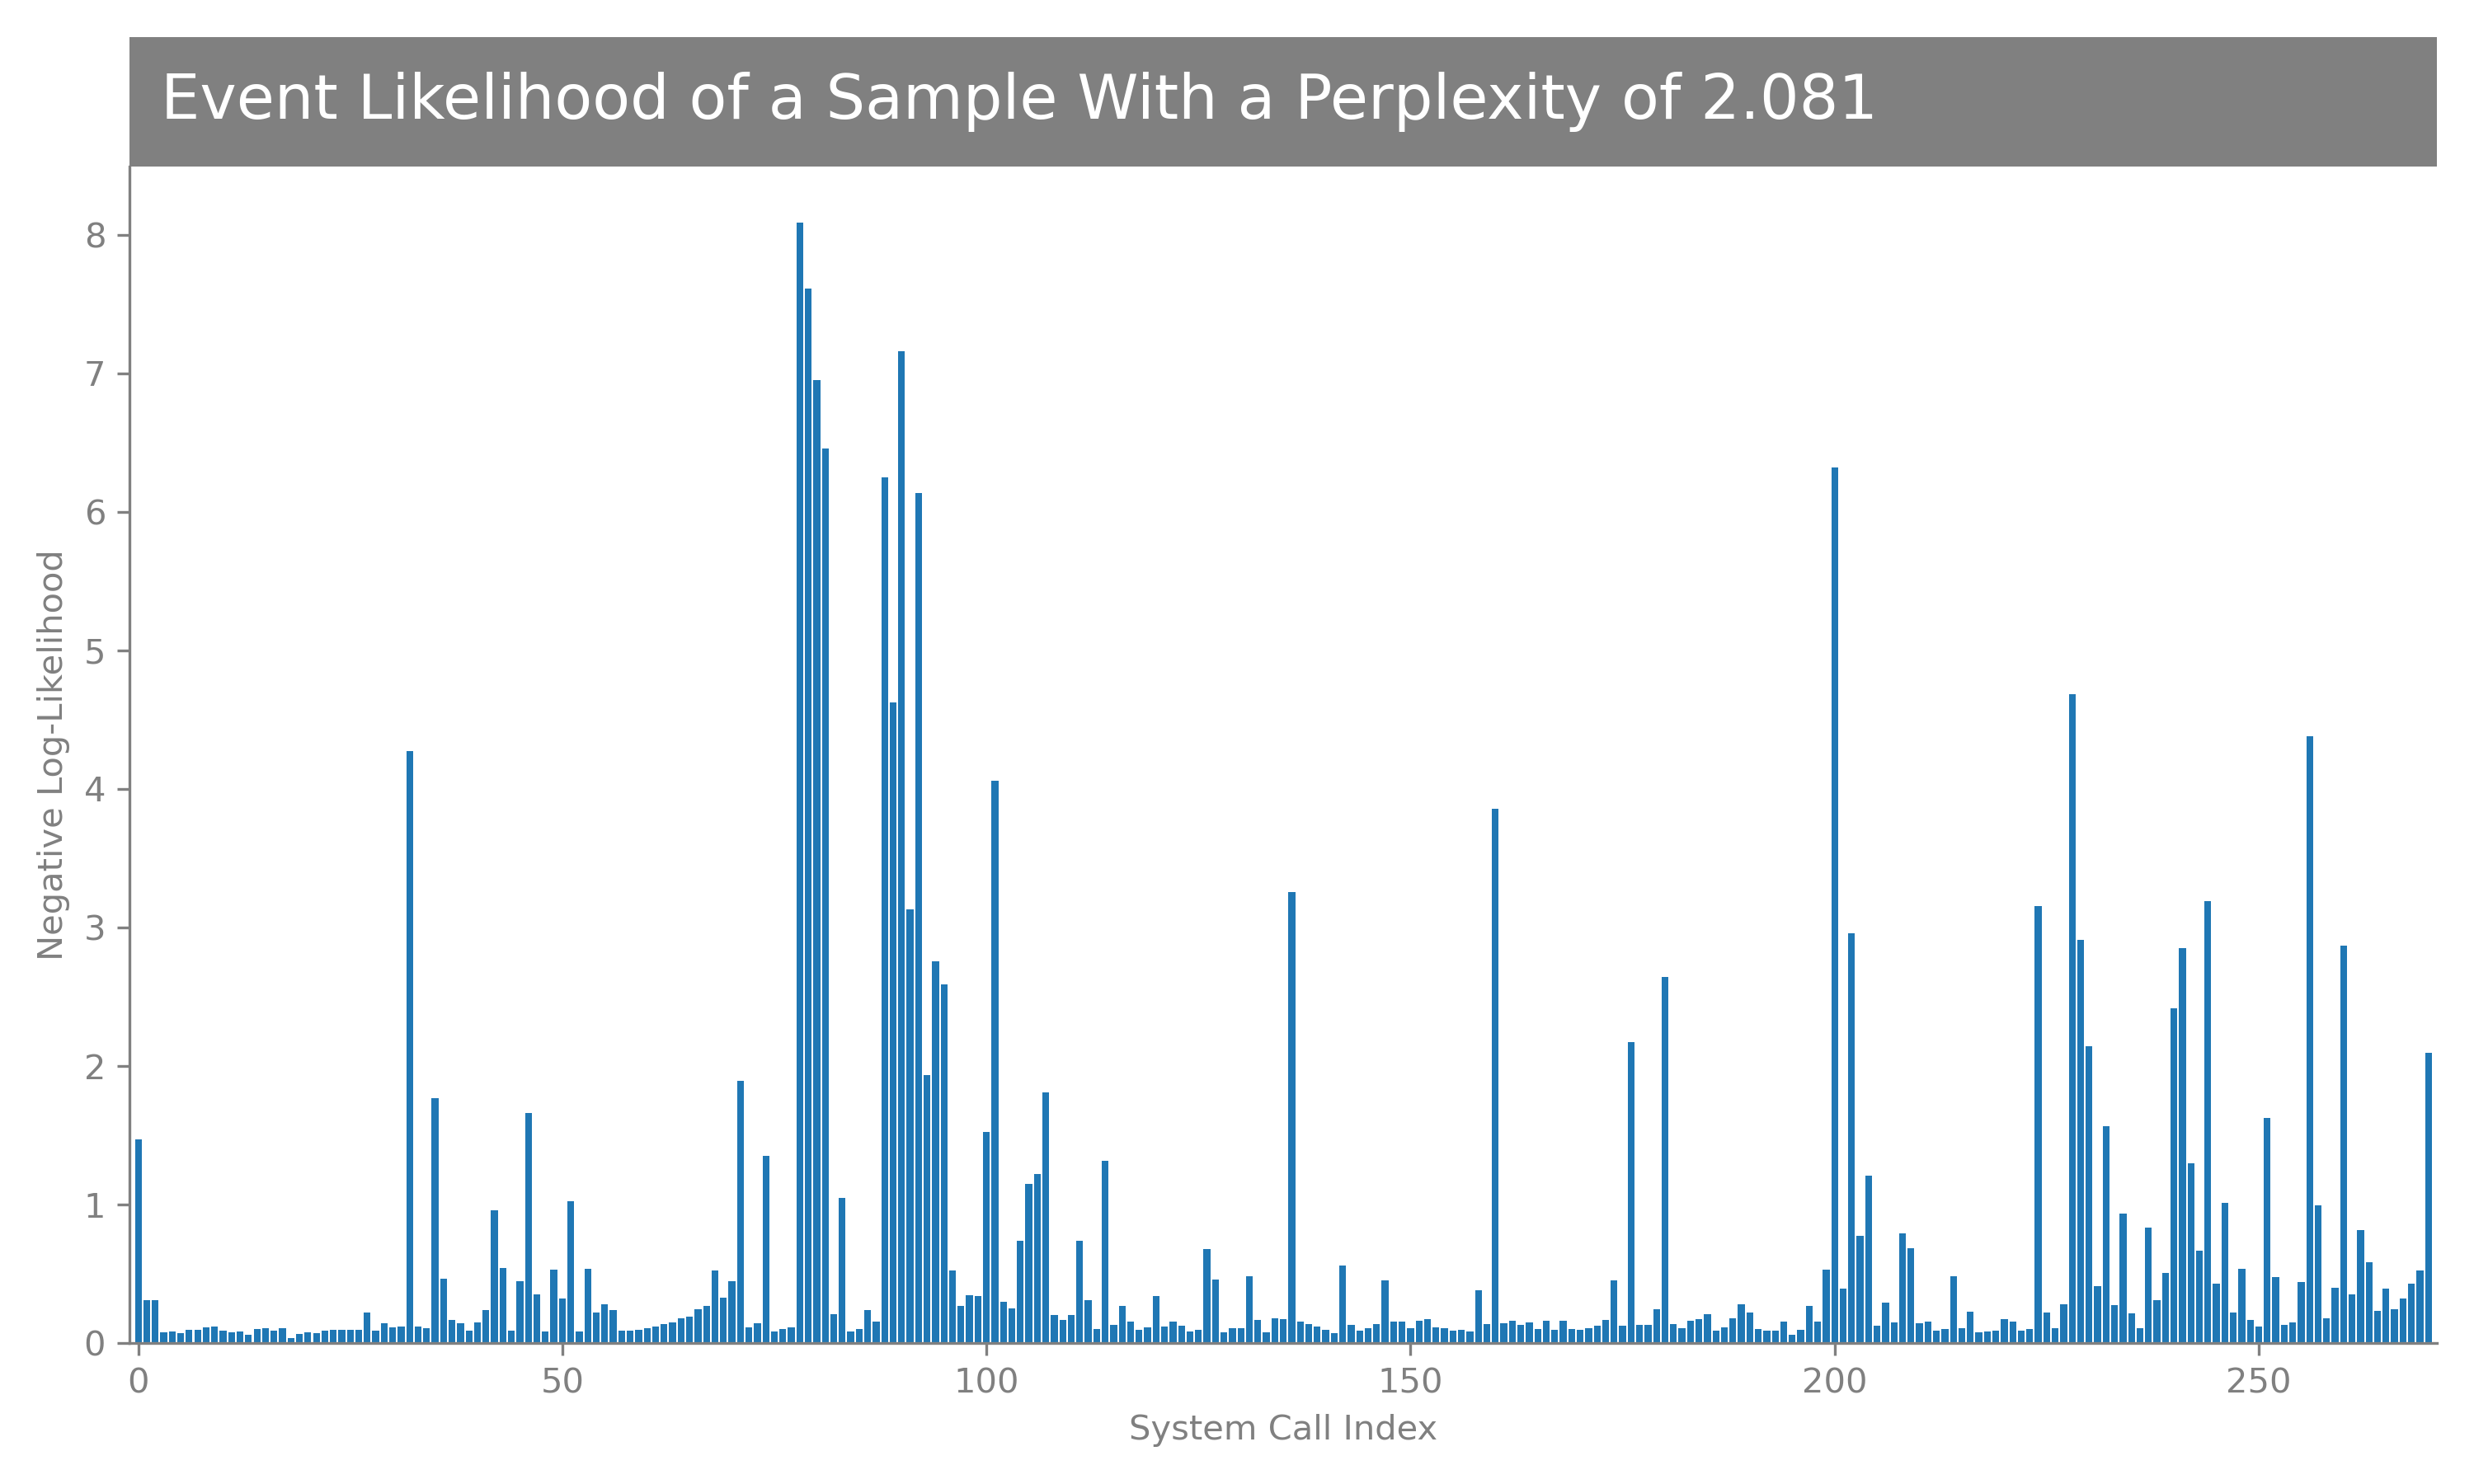 Event Likelihood of a Sample With a Perplexity of 2.081
8
7
6
5
4
3
2
1
0
Negative Log-Likelihood
0 50 100 150 200 250
System Call Index